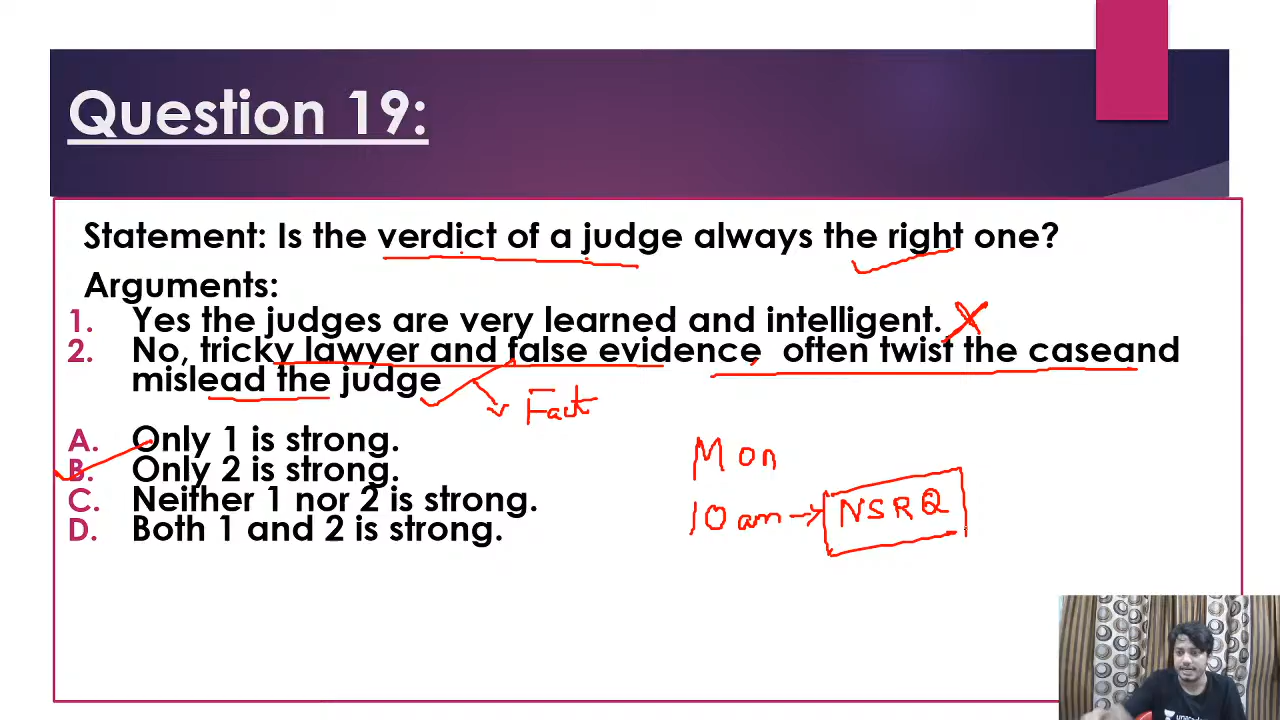 Question 19:
Statement: Is the verdict of a judge always the right one?
Arguments:
1. Yes the judges are very learned and intelligent.
2. No, tricky lawyer and false evidence, often twist the caseand
mislead the judge
Fact
A. Only 1 is strong.
B. Only 2 is strong.
C. Neither 1 nor 2 is strong.
D. Both 1 and 2 is strong.
Mon
10 am → NSRQ